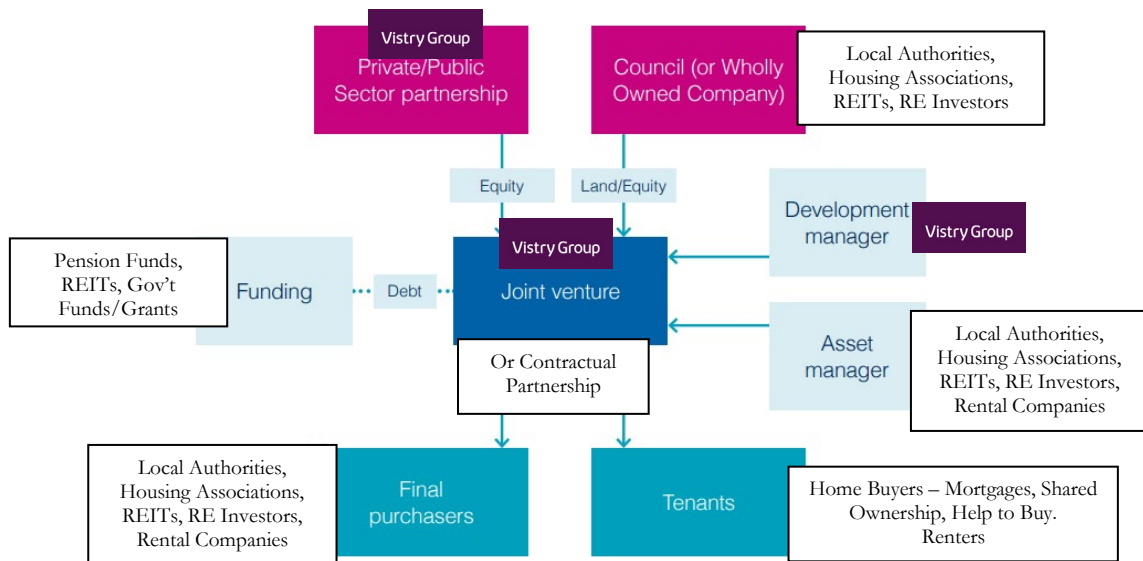 Vistry Group
Private/Public
Sector partnership
Council (or Wholly
Owned Company)
Local Authorities,
Housing Associations,
REITs, RE Investors
Equity
Land/Equity
Development
manager
Vistry Group
Pension Funds,
REITs, Gov't
Funds/Grants
Funding
Debt
Vistry Group
Joint venture
Or Contractual
Partnership
Asset
manager
Local Authorities,
Housing Associations,
REITs, RE Investors,
Rental Companies
Local Authorities,
Housing Associations,
REITs, RE Investors,
Rental Companies
Final
purchasers
Tenants
Home Buyers – Mortgages, Shared
Ownership, Help to Buy.
Renters